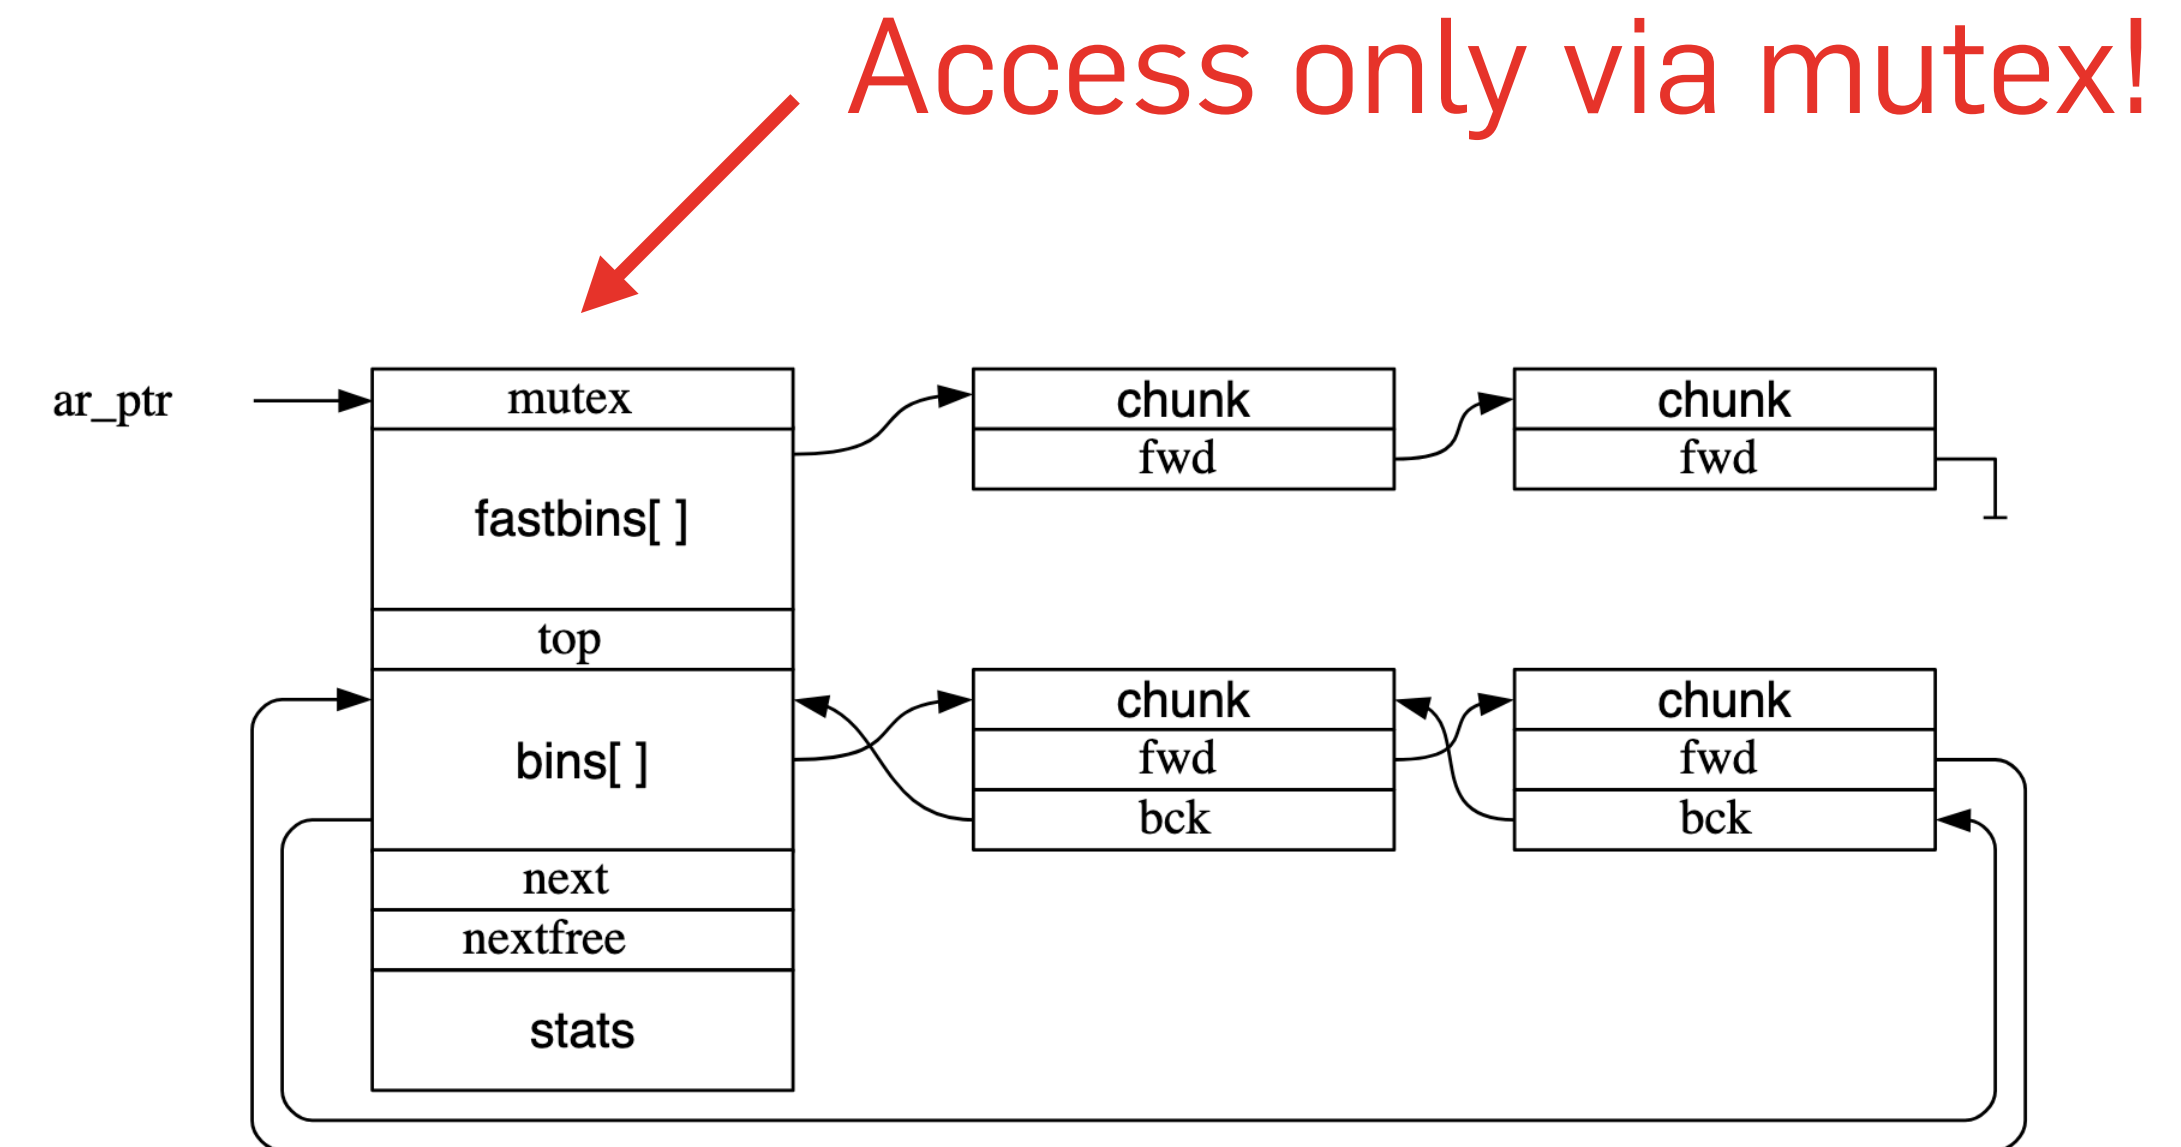 Access only via mutex!
ar_ptr
mutex
chunk
chunk
fwd
fwd
fastbins[ ]
top
chunk
chunk
bins[ ]
fwd
fwd
bck
bck
next
nextfree
stats